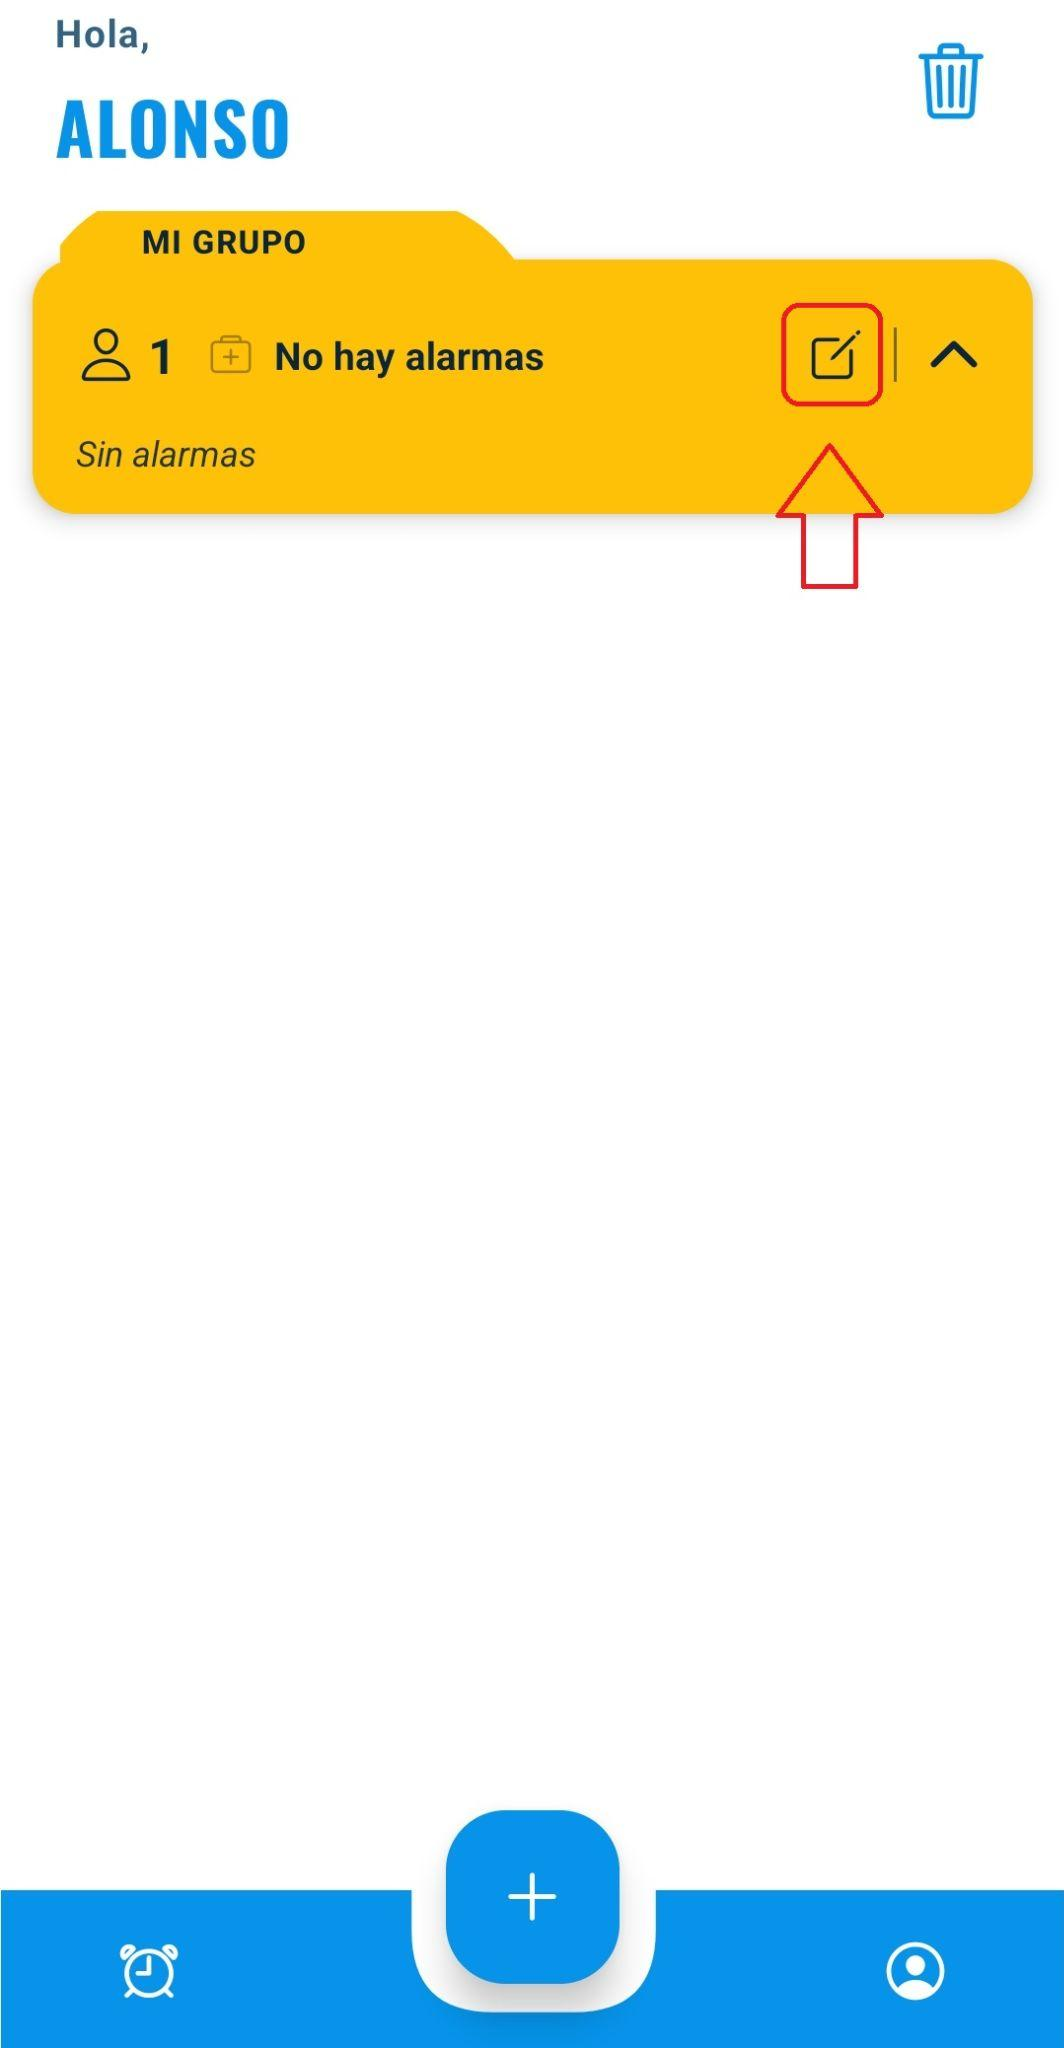 Hola,
ALONSO
MI GRUPO
1 No hay alarmas
Sin alarmas